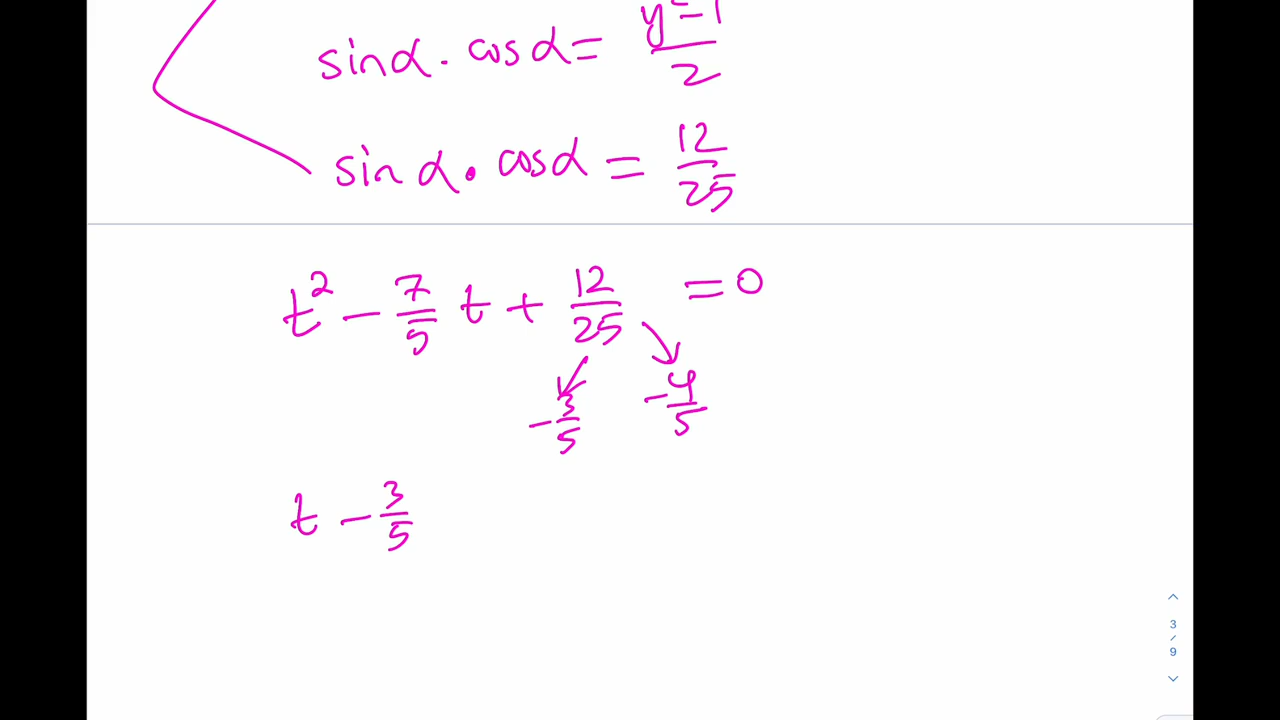 sinα · cosα = (y² − 1)/2
sinα · cosα = 12/25
t² − 7/5 t + 12/25 = 0
−3/5 −4/5
t − 3/5
3 / 9